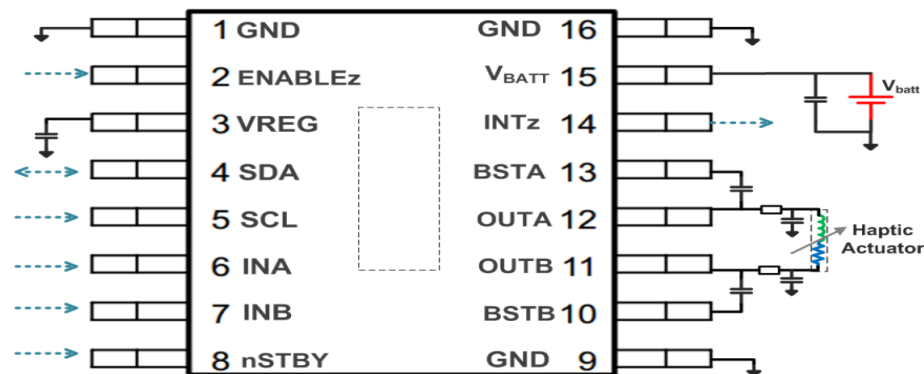 1 GND
GND 16
2 ENABLEz
VBATT 15
Vbatt
3 VREG
INTz 14
4 SDA
BSTA 13
5 SCL
OUTA 12
Haptic
Actuator
6 INA
OUTB 11
7 INB
BSTB 10
8 nSTBY
GND 9